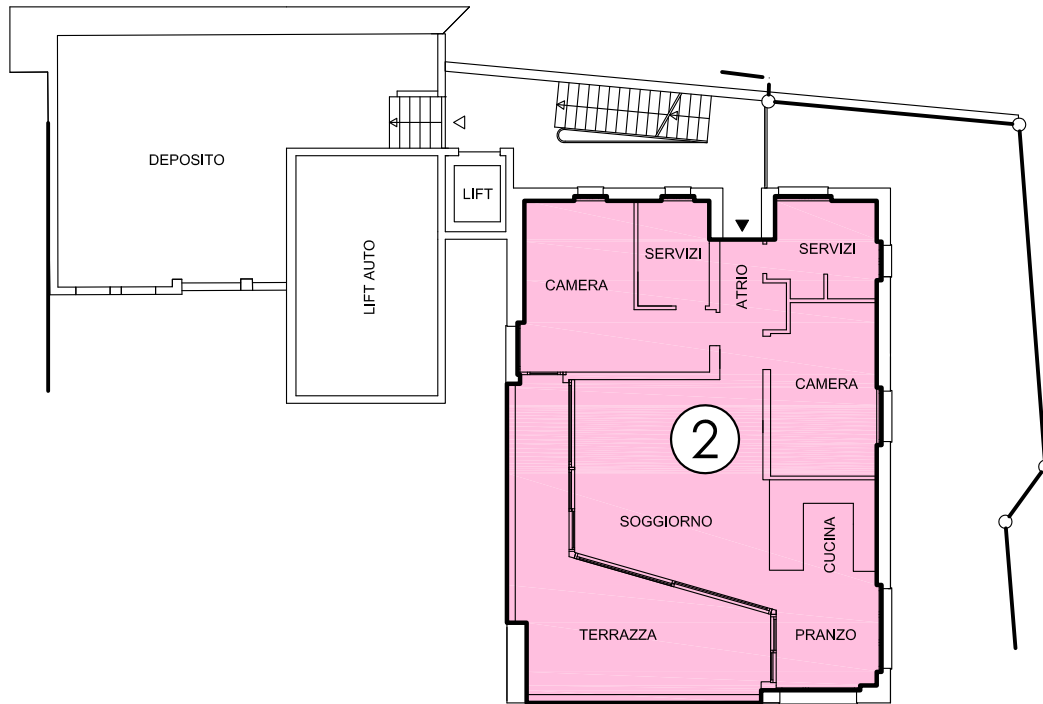 DEPOSITO
LIFT
LIFT AUTO
SERVIZI
SERVIZI
CAMERA
ATRIO
CAMERA
2
SOGGIORNO
CUCINA
TERRAZZA
PRANZO